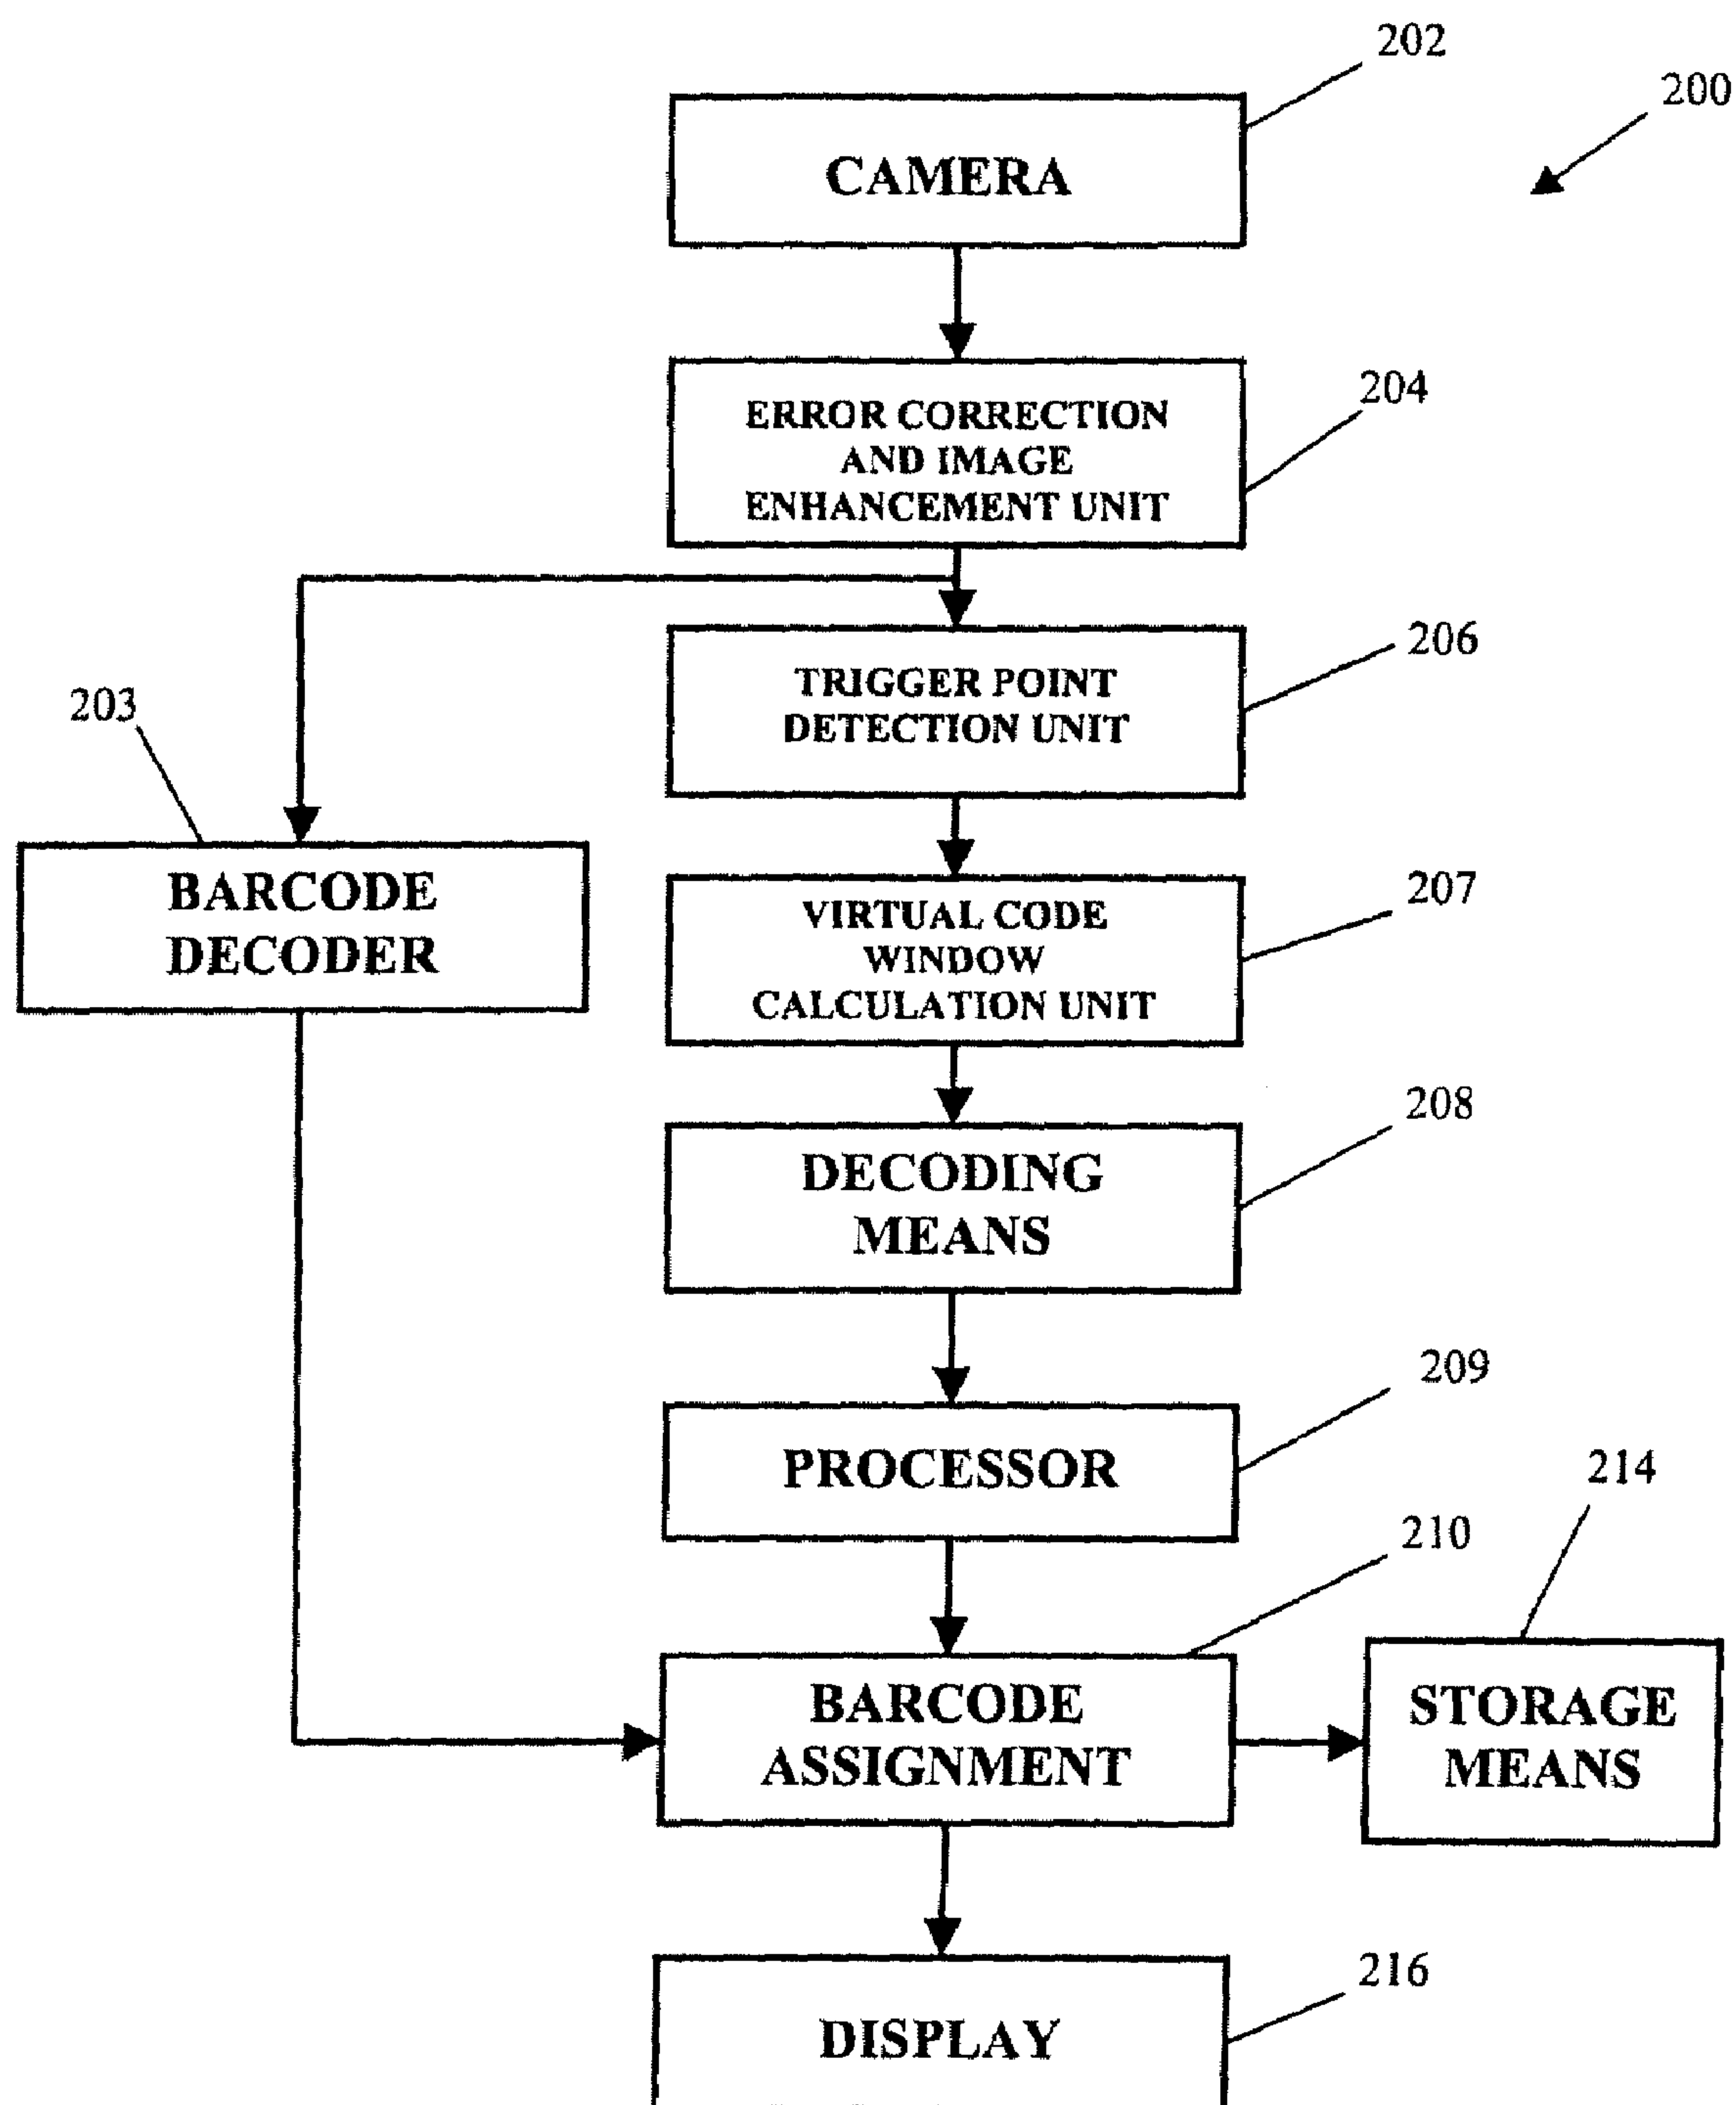 202
200
CAMERA
204
ERROR CORRECTION
AND IMAGE
ENHANCEMENT UNIT
206
TRIGGER POINT
DETECTION UNIT
203
BARCODE
DECODER
207
VIRTUAL CODE
WINDOW
CALCULATION UNIT
208
DECODING
MEANS
209
PROCESSOR
214
210
BARCODE
ASSIGNMENT
STORAGE
MEANS
216
DISPLAY